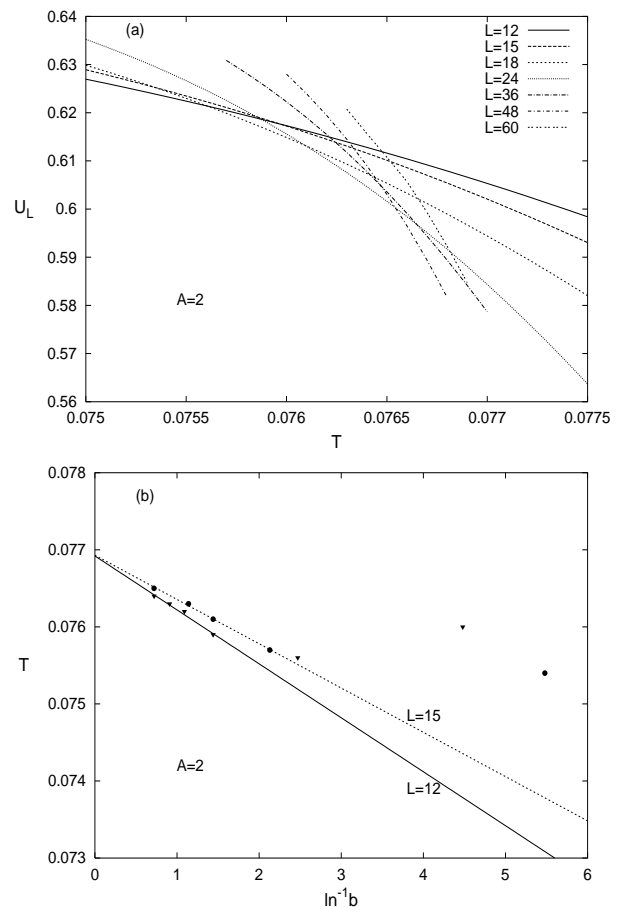 0.64
0.63
0.62
0.61
0.6
0.59
0.58
0.57
0.56
U_L
(a)
L=12
L=15
L=18
L=24
L=36
L=48
L=60
A=2
0.075
0.0755
0.076
0.0765
0.077
0.0775
T
0.078
0.077
0.076
0.075
0.074
0.073
T
(b)
L=15
L=12
A=2
0
1
2
3
4
5
6
ln⁻¹b